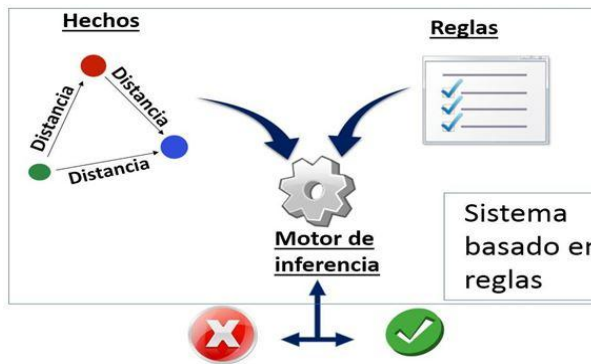 Hechos
Reglas
Distancia
Distancia
Distancia
Motor de
inferencia
Sistema
basado en
reglas